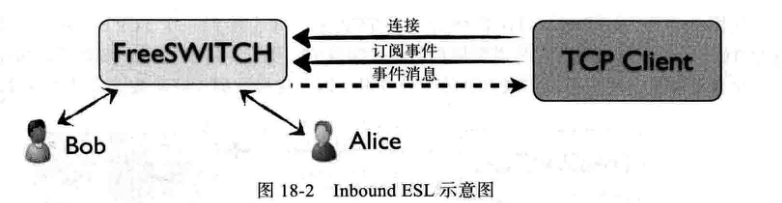 连接
FreeSWITCH
订阅事件
TCP Client
事件消息
Bob
Alice
图 18-2 Inbound ESL 示意图